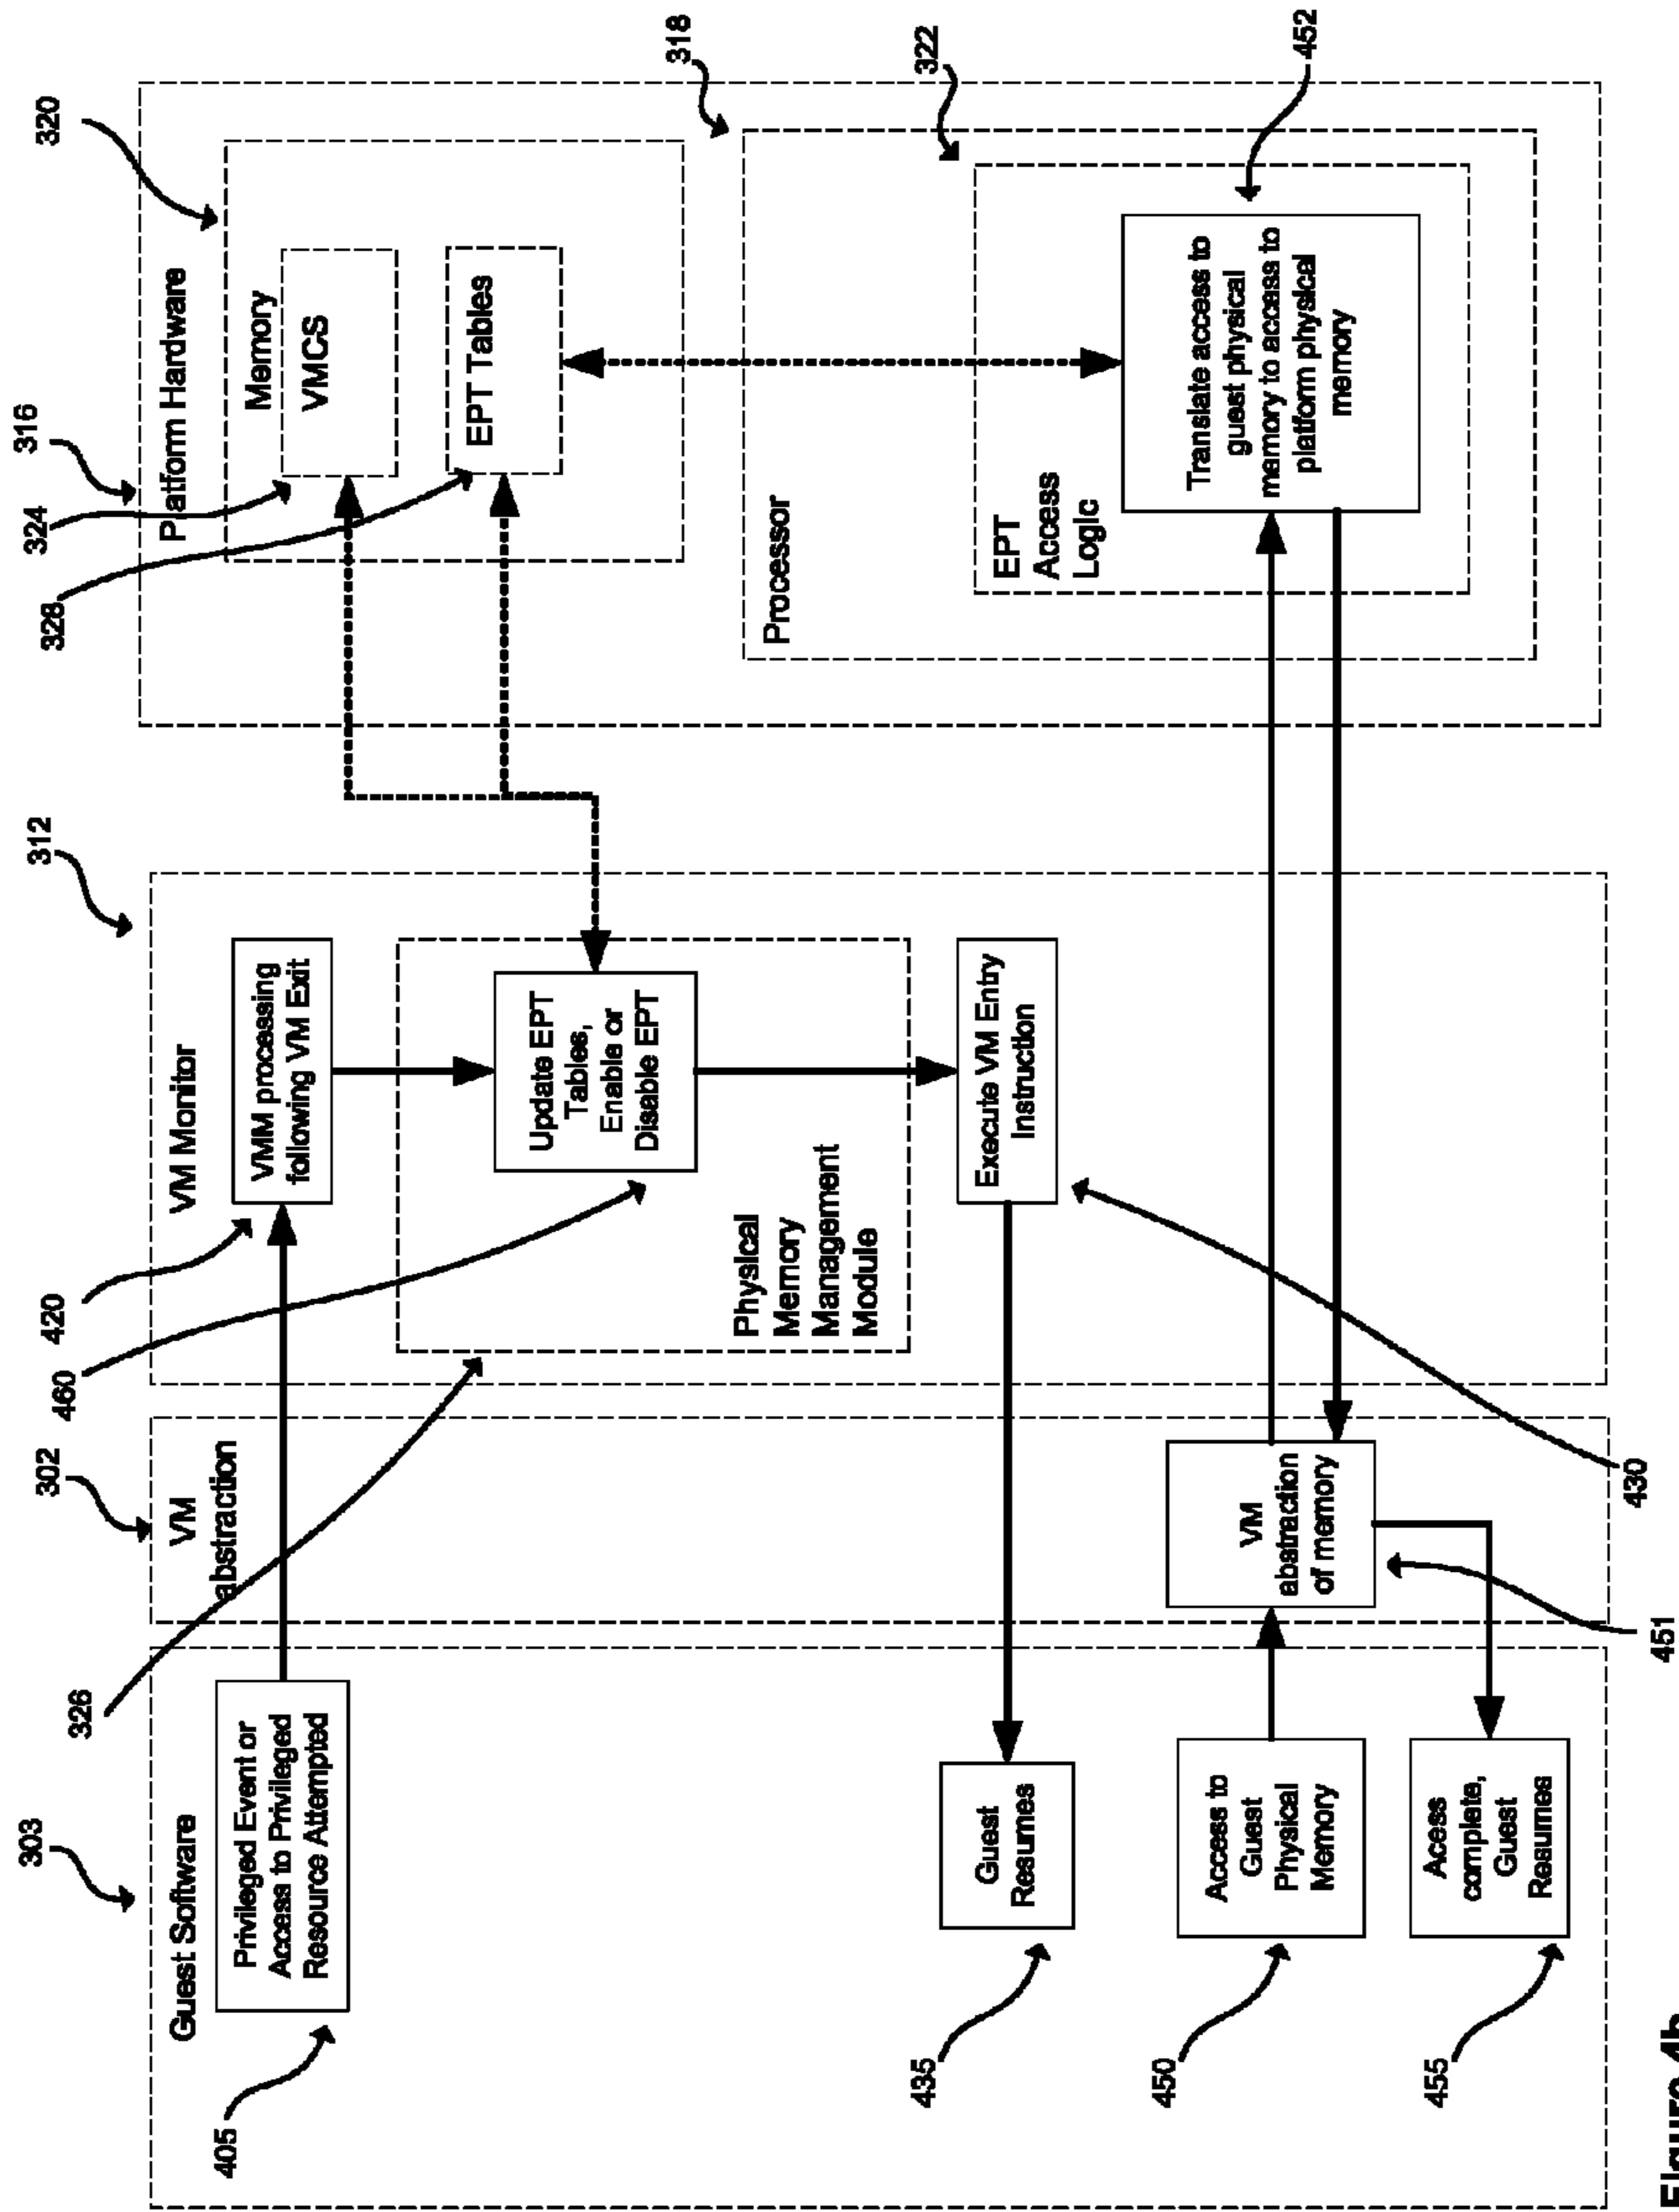 303
302
312
316
320
318
322
452
324
328
420
460
326
405
435
450
455
451
430
Guest Software
Privileged Event or
Access to Privileged
Resource Attempted
Guest
Resumes
Access to
Guest
Physical
Memory
Acess
complete,
Guest
Resumes
VM
abstraction
VM
abstraction
of memory
VM Monitor
VMM processing
following VM Exit
Update EPT
Tables,
Enable or
Disable EPT
Physical
Memory
Management
Module
Execute VM Entry
Instruction
Platform Hardware
Memory
VMCS
EPT Tables
Processor
EPT
Access
Logic
Translate access to
guest physical
memory to access to
platform physical
memory
Figure 4b